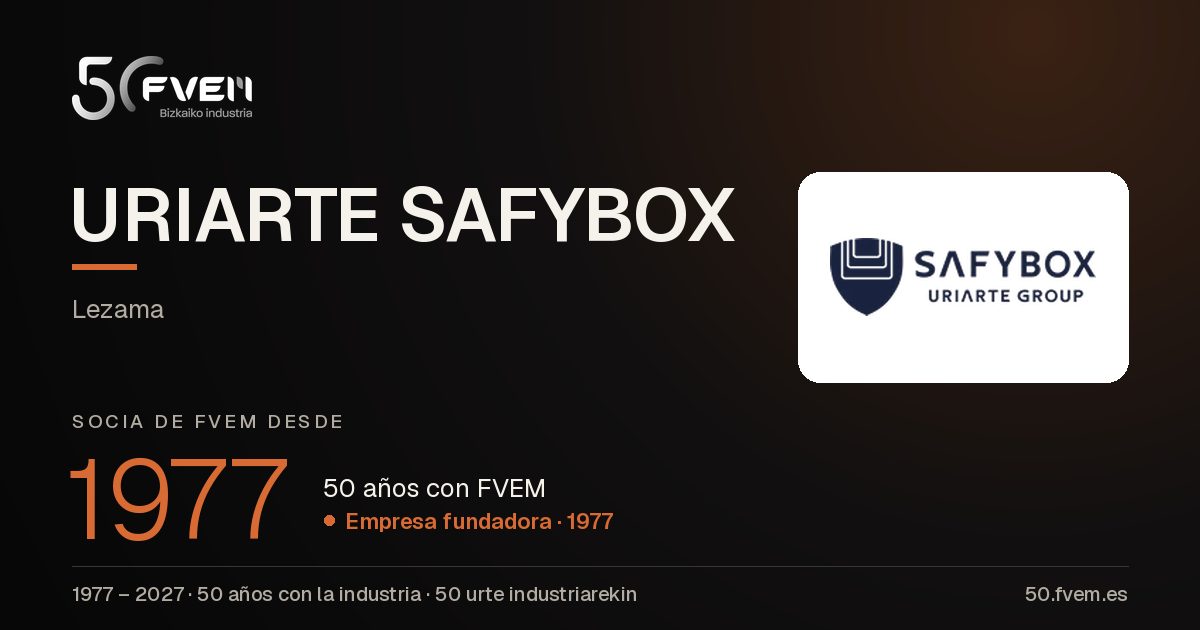 50 FVEM
Bizkaiko industria
URIARTE SAFYBOX
Lezama
SAFYBOX
URIARTE GROUP
SOCIA DE FVEM DESDE
1977
50 años con FVEM
Empresa fundadora · 1977
1977 – 2027 · 50 años con la industria · 50 urte industriarekin
50.fvem.es